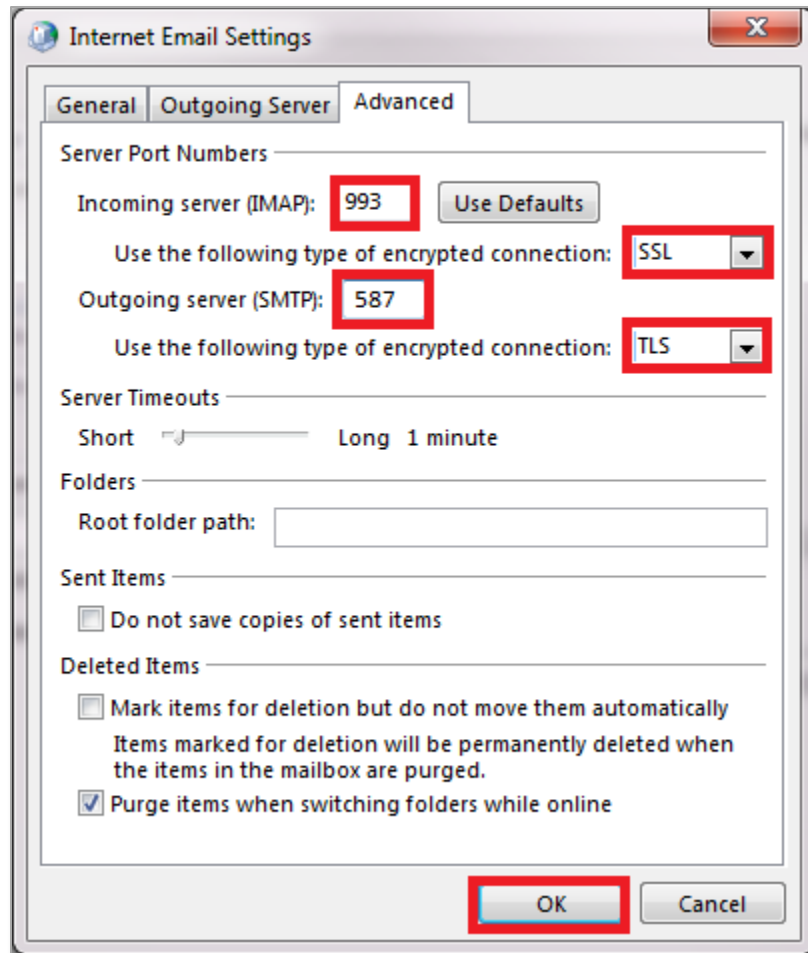 Internet Email Settings
General Outgoing Server Advanced
Server Port Numbers
Incoming server (IMAP): 993 Use Defaults
Use the following type of encrypted connection: SSL
Outgoing server (SMTP): 587
Use the following type of encrypted connection: TLS
Server Timeouts
Short Long 1 minute
Folders
Root folder path:
Sent Items
Do not save copies of sent items
Deleted Items
Mark items for deletion but do not move them automatically
Items marked for deletion will be permanently deleted when
the items in the mailbox are purged.
Purge items when switching folders while online
OK Cancel